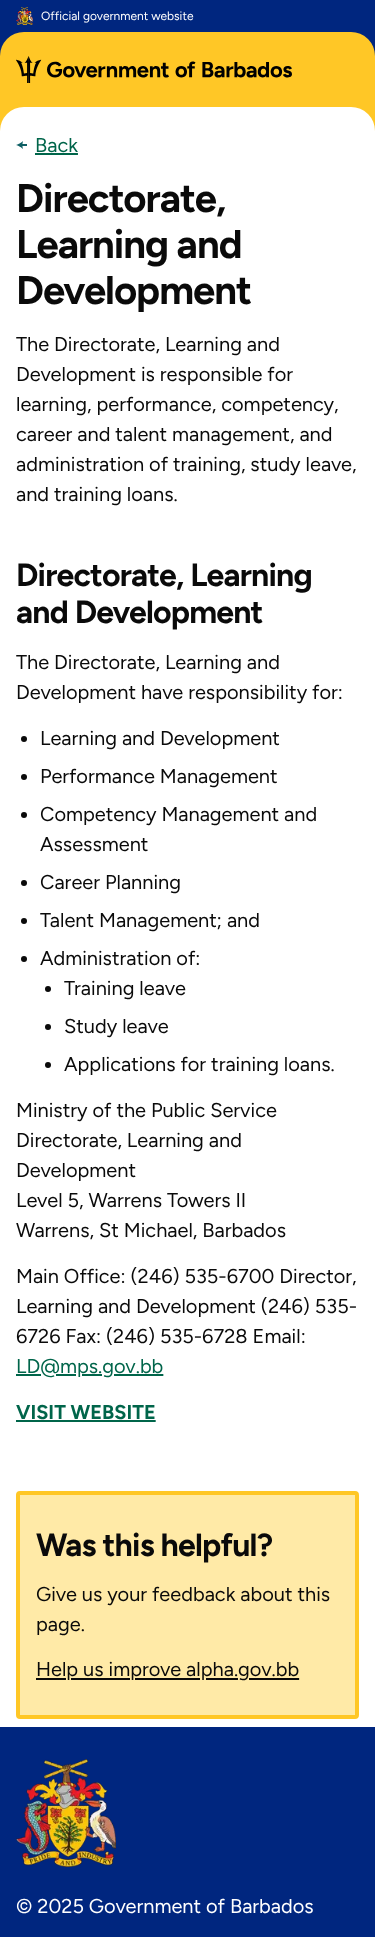 Official government website
Government of Barbados
Back
Directorate,
Learning and
Development
The Directorate, Learning and
Development is responsible for
learning, performance, competency,
career and talent management, and
administration of training, study leave,
and training loans.
Directorate, Learning
and Development
The Directorate, Learning and
Development have responsibility for:
• Learning and Development
• Performance Management
• Competency Management and
Assessment
• Career Planning
• Talent Management; and
• Administration of:
• Training leave
• Study leave
• Applications for training loans.
Ministry of the Public Service
Directorate, Learning and
Development
Level 5, Warrens Towers II
Warrens, St Michael, Barbados
Main Office: (246) 535-6700 Director,
Learning and Development (246) 535-
6726 Fax: (246) 535-6728 Email:
LD@mps.gov.bb
VISIT WEBSITE
Was this helpful?
Give us your feedback about this
page.
Help us improve alpha.gov.bb
PRIDE AND INDUSTRY
© 2025 Government of Barbados